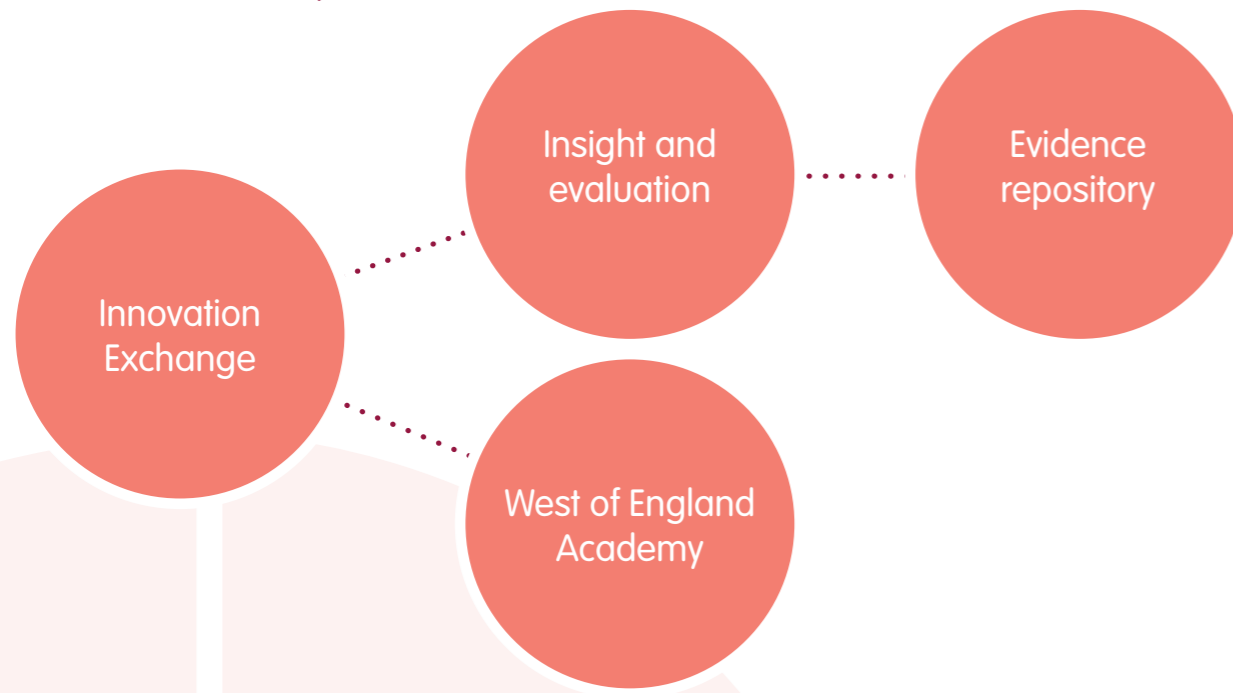 Insight and
evaluation
Evidence
repository
Innovation
Exchange
West of England
Academy